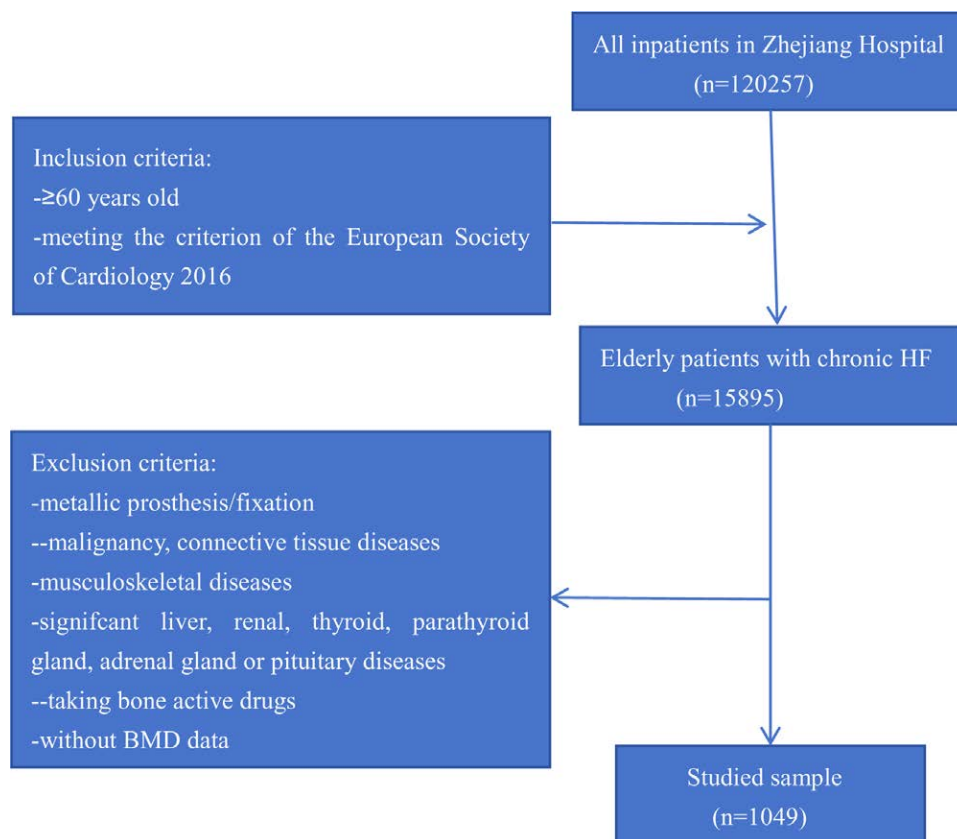 All inpatients in Zhejiang Hospital
(n=120257)
Inclusion criteria:
-≥60 years old
-meeting the criterion of the European Society
of Cardiology 2016
Elderly patients with chronic HF
(n=15895)
Exclusion criteria:
-metallic prosthesis/fixation
--malignancy, connective tissue diseases
-musculoskeletal diseases
-signifcant liver, renal, thyroid, parathyroid
gland, adrenal gland or pituitary diseases
--taking bone active drugs
-without BMD data
Studied sample
(n=1049)